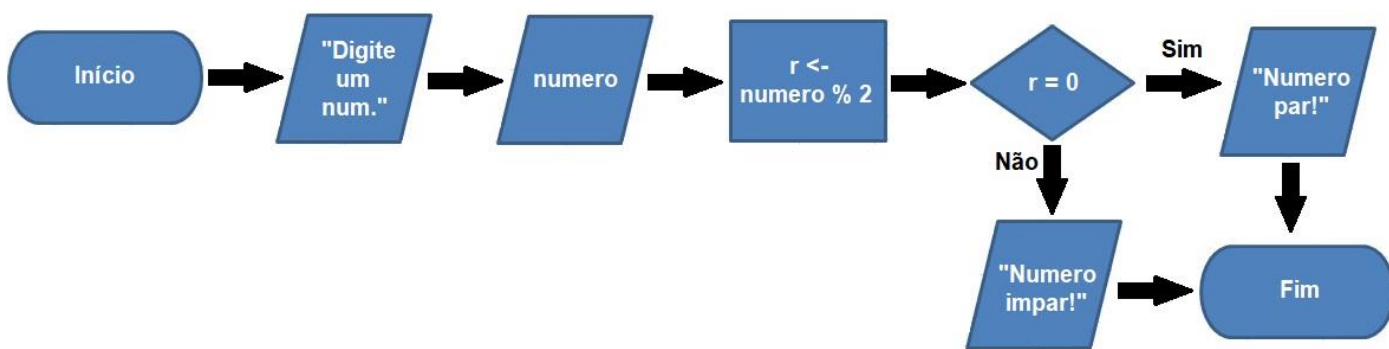 Início
"Digite
um
num."
numero
r <-
numero % 2
r = 0
Sim
"Numero
par!"
Não
"Numero
impar!"
Fim